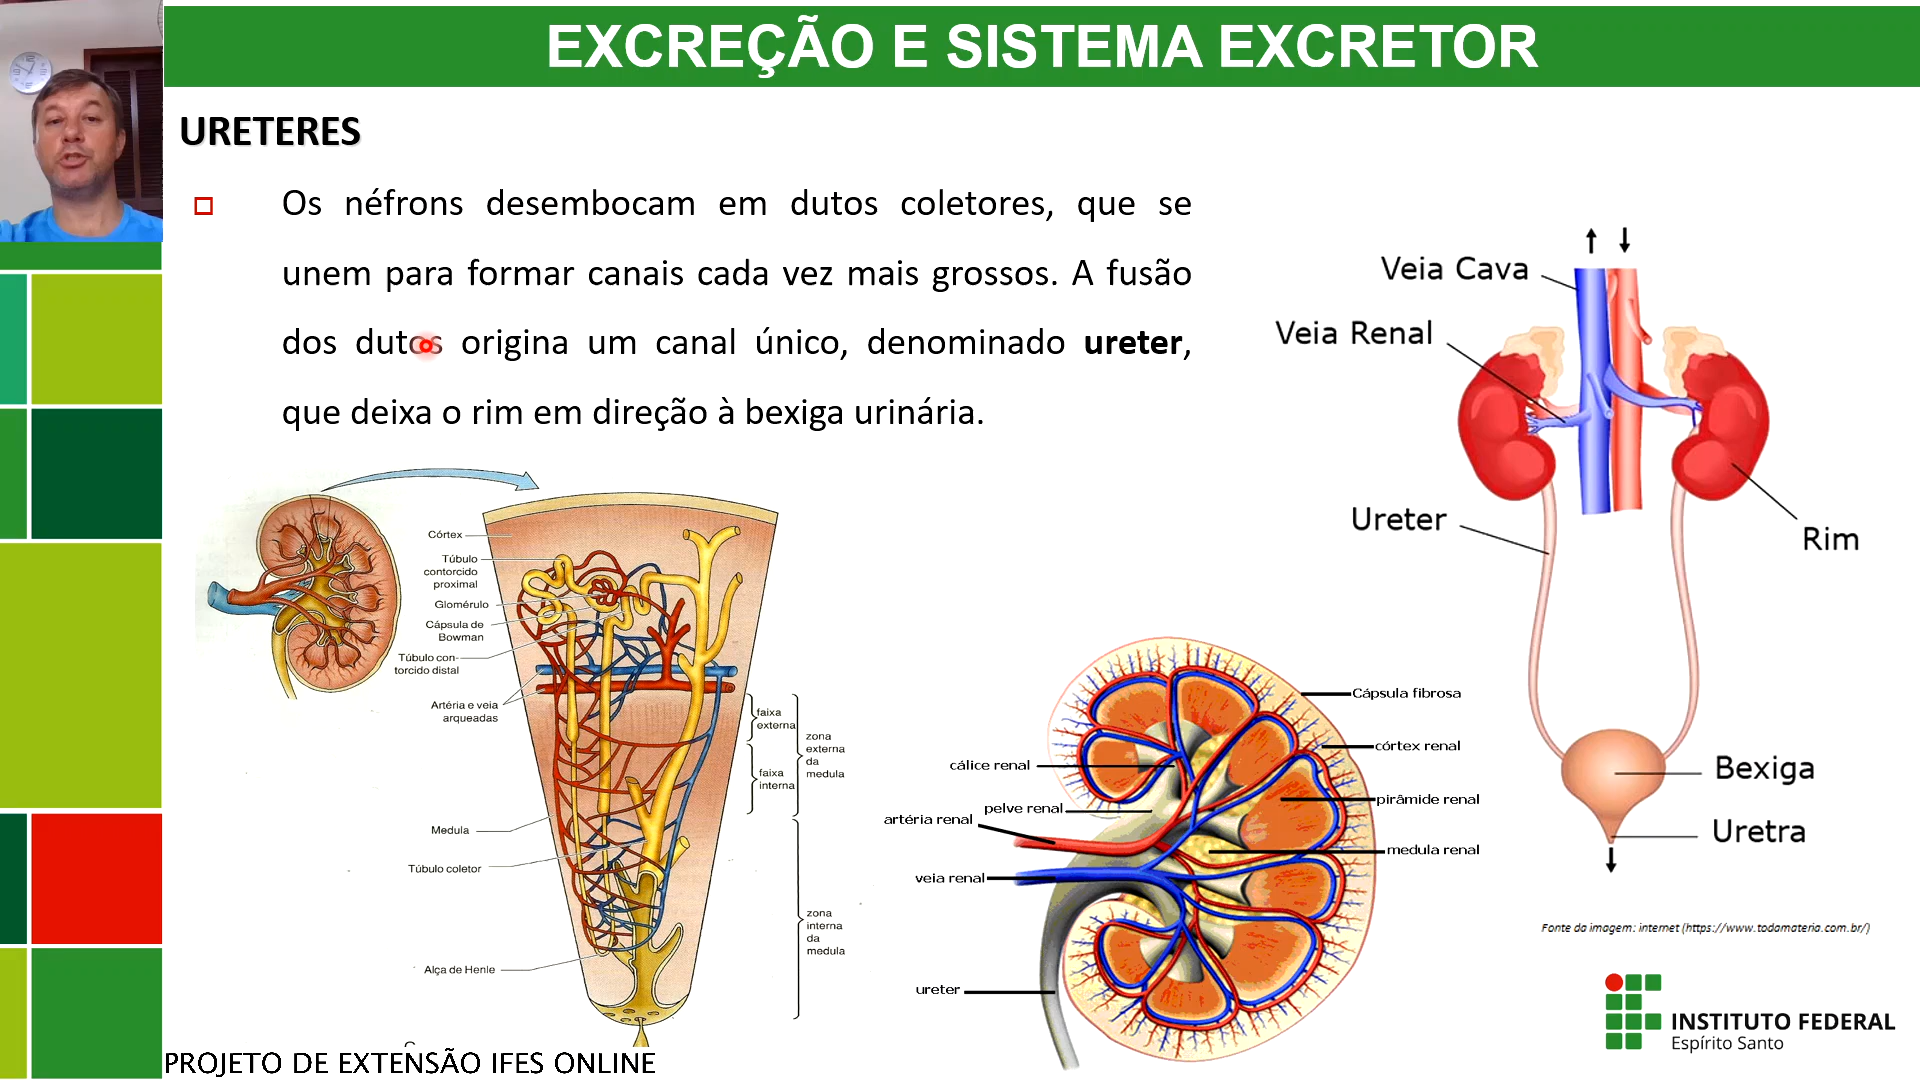 EXCREÇÃO E SISTEMA EXCRETOR
URETERES
Os néfrons desembocam em dutos coletores, que se
unem para formar canais cada vez mais grossos. A fusão
dos dutos origina um canal único, denominado ureter,
que deixa o rim em direção à bexiga urinária.
Córtex
Túbulo
contorcido
proximal
Glomérulo
Cápsula de
Bowman
Túbulo con-
torcido distal
Artéria e veia
arqueadas
Medula
Túbulo coletor
Alça de Henle
faixa
externa
faixa
interna
zona
externa
da
medula
zona
interna
da
medula
cálice renal
pelve renal
artéria renal
veia renal
ureter
Cápsula fibrosa
córtex renal
pirâmide renal
medula renal
Veia Cava
Veia Renal
Ureter
Rim
Bexiga
Uretra
Fonte da imagem: internet (https://www.todamateria.com.br/)
INSTITUTO FEDERAL
Espírito Santo
PROJETO DE EXTENSÃO IFES ONLINE